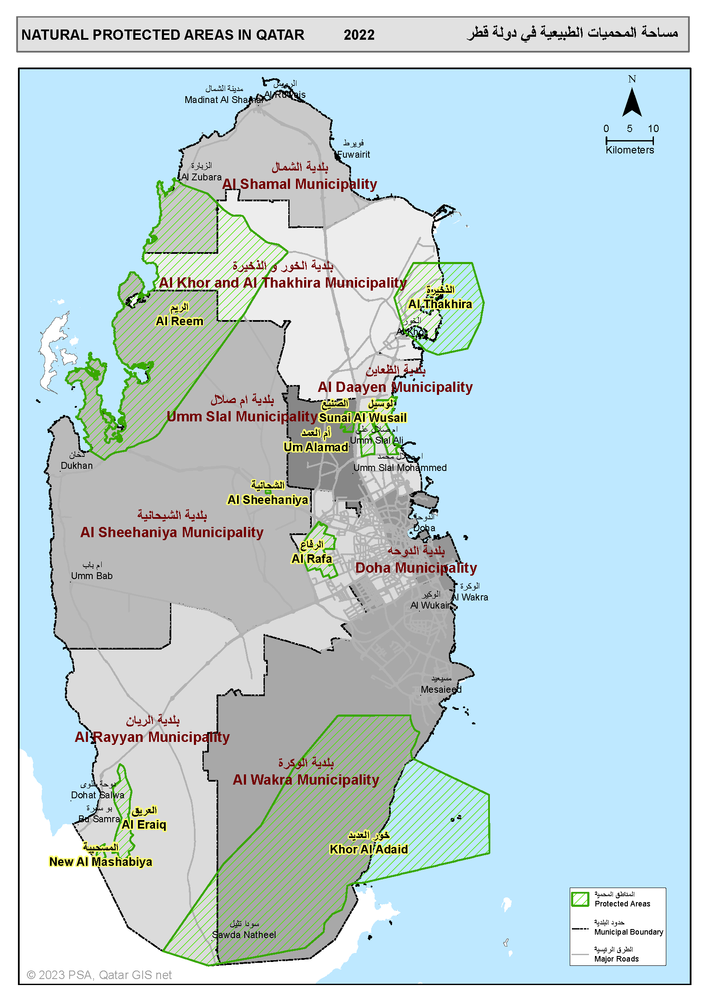 NATURAL PROTECTED AREAS IN QATAR 2022 مساحة المحميات الطبيعية في دولة قطر
N
0 5 10
Kilometers
الرويس
Al Ruwais
مدينة الشمال
Madinat Al Shamal
فويرط
Fuwairit
الزبارة
Al Zubara
بلدية الشمال
Al Shamal Municipality
بلدية الخور و الذخيرة
Al Khor and Al Thakhira Municipality
الذخيرة
Al Thakhira
الريم
Al Reem
الخور
Al Khor
بلدية الظعاين
Al Daayen Municipality
بلدية ام صلال
Umm Slal Municipality
الصنيع
Sunai
لوسيل
Al Wusail
أم العمد
Um Alamad
ام صلال علي
Umm Slal Ali
ام صلال محمد
Umm Slal Mohammed
دخان
Dukhan
الشحانية
Al Sheehaniya
بلدية الشيحانية
Al Sheehaniya Municipality
الدوحة
Doha
الرفاع
Al Rafa
بلدية الدوحه
Doha Municipality
ام باب
Umm Bab
الوكرة
Al Wakra
الوكير
Al Wukair
مسيعيد
Mesaieed
بلدية الريان
Al Rayyan Municipality
بلدية الوكرة
Al Wakra Municipality
دوحة سلوى
Dohat Salwa
بو سمرة
Bu Samra
العريق
Al Eraiq
خور العديد
Khor Al Adaid
المسحبية
New Al Mashabiya
سودا نثيل
Sawda Natheel
المناطق المحمية
Protected Areas
حدود البلدية
Municipal Boundary
الطرق الرئيسية
Major Roads
© 2023 PSA, Qatar GIS net